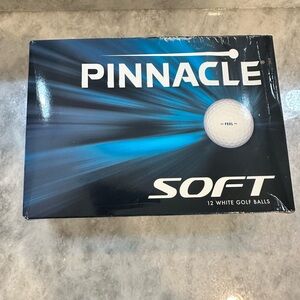 PINNACLE
— FEEL —
SOFT
12 WHITE GOLF BALLS